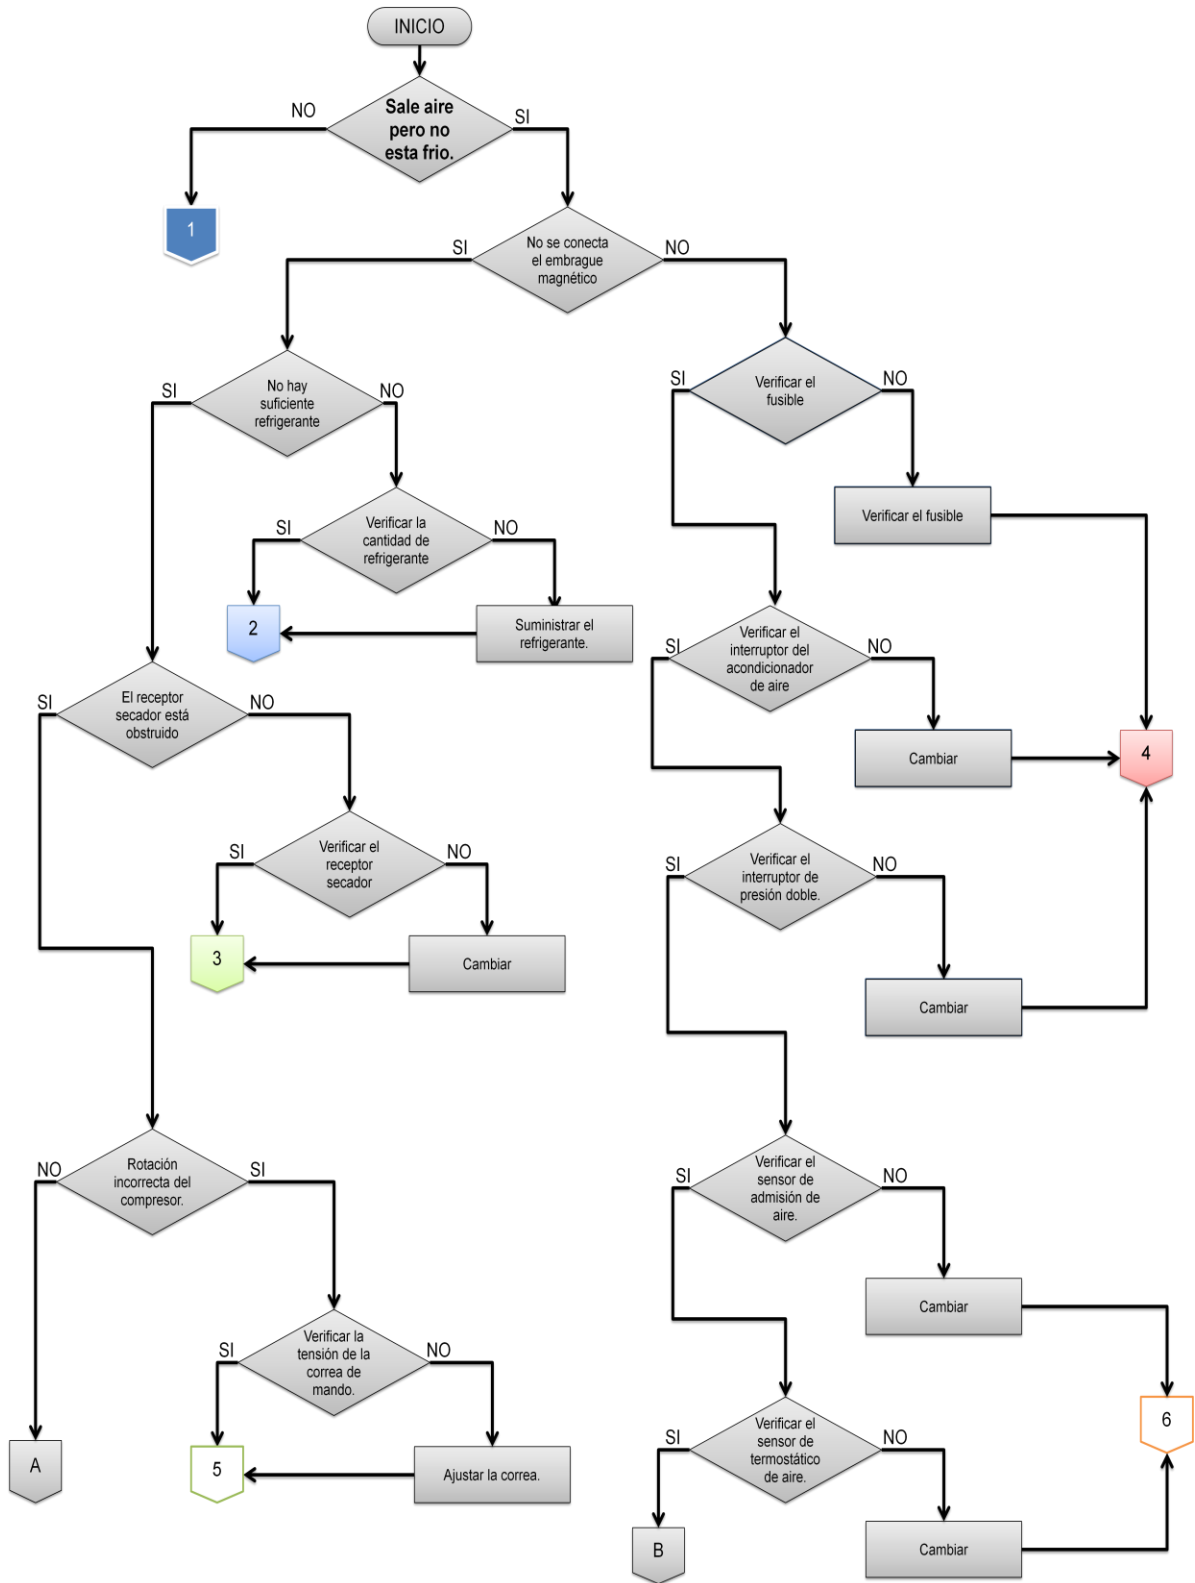 INICIO
NO
Sale aire
pero no
esta frio.
SI
1
SI
No se conecta
el embrague
magnético
NO
SI
No hay
suficiente
refrigerante
NO
SI
Verificar el
fusible
NO
SI
Verificar la
cantidad de
refrigerante
NO
Verificar el fusible
2
Suministrar el
refrigerante.
SI
Verificar el
interruptor del
acondicionador
de aire
NO
SI
El receptor
secador está
obstruido
NO
Cambiar
4
SI
Verificar el
receptor
secador
NO
SI
Verificar el
interruptor de
presión doble.
NO
3
Cambiar
Cambiar
NO
Rotación
incorrecta del
compresor.
SI
SI
Verificar el
sensor de
admisión de
aire.
NO
Cambiar
SI
Verificar la
tensión de la
correa de
mando.
NO
6
SI
Verificar el
sensor de
termostático
de aire.
NO
A
5
Ajustar la correa.
B
Cambiar